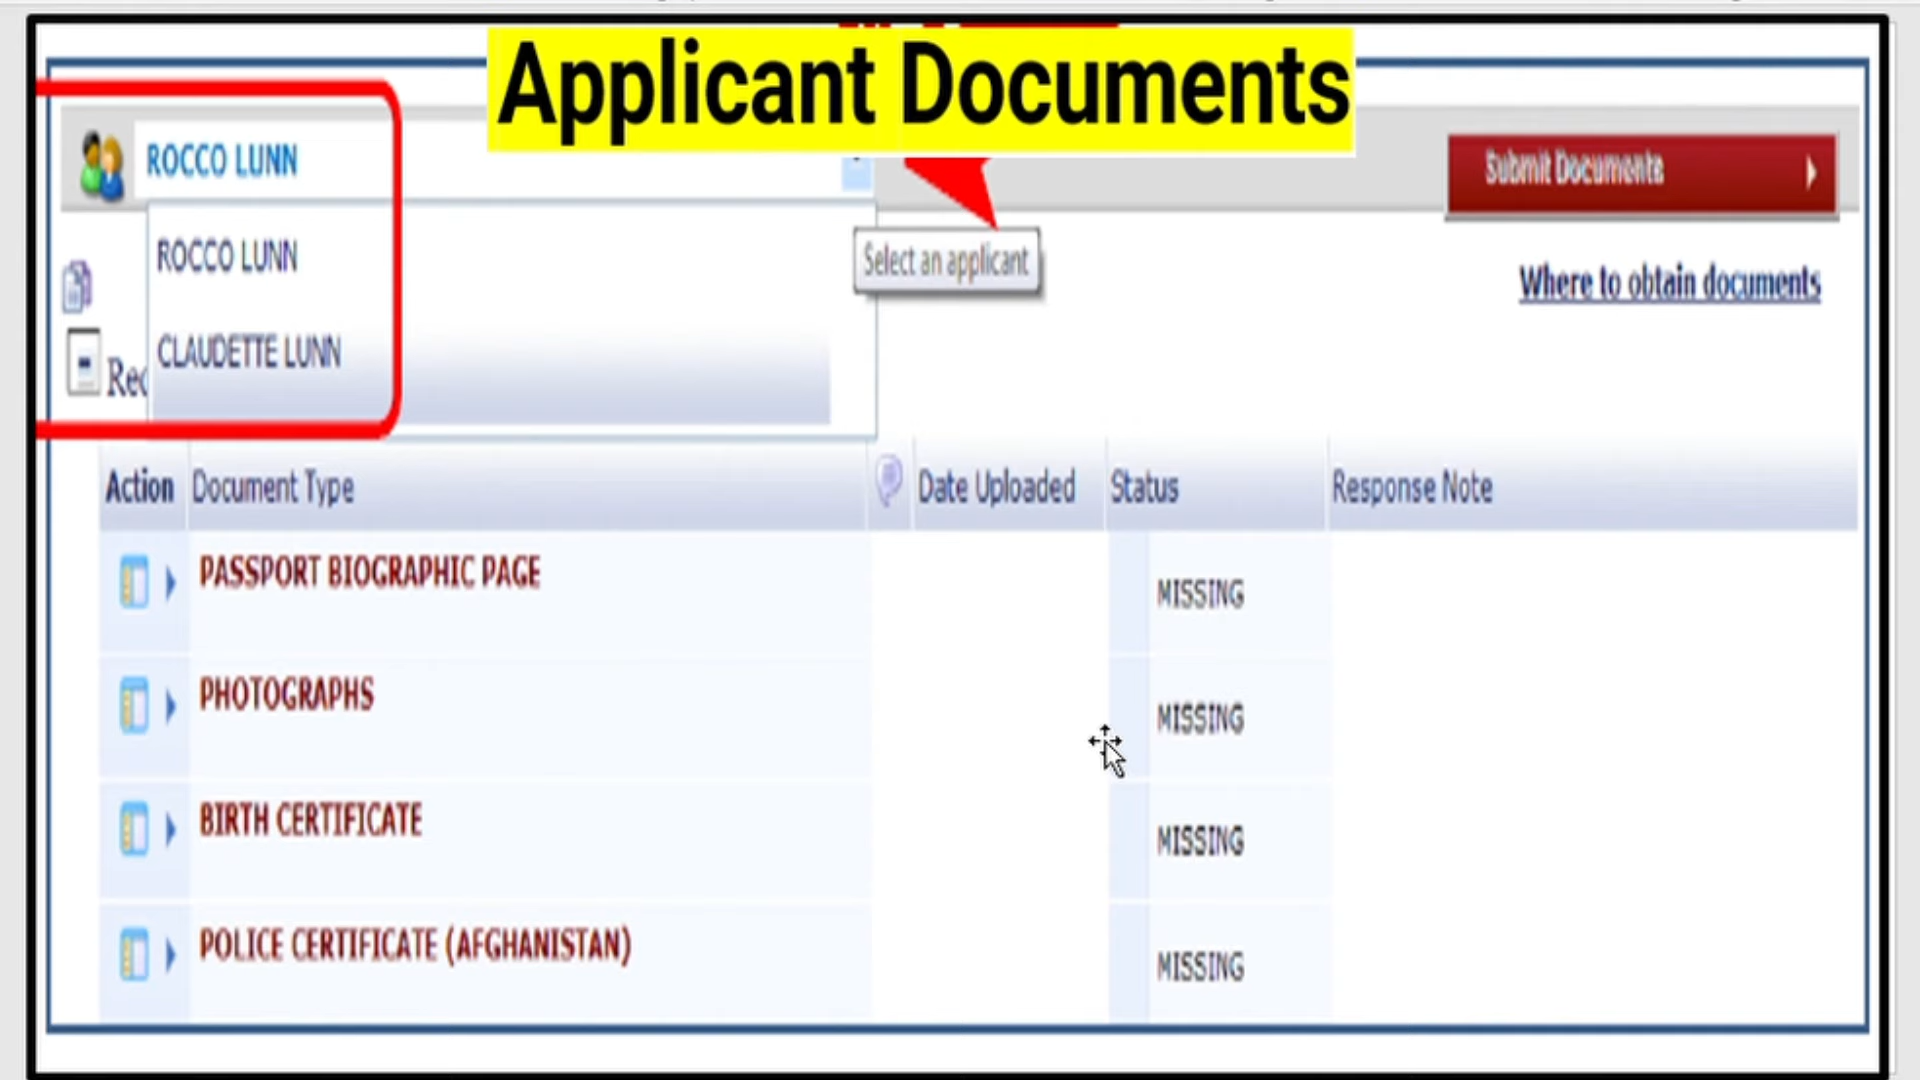 Applicant Documents
ROCCO LUNN
Submit Documents
ROCCO LUNN
Select an applicant
Where to obtain documents
CLAUDETTE LUNN
Rec
Action Document Type Date Uploaded Status Response Note
PASSPORT BIOGRAPHIC PAGE MISSING
PHOTOGRAPHS MISSING
BIRTH CERTIFICATE MISSING
POLICE CERTIFICATE (AFGHANISTAN) MISSING